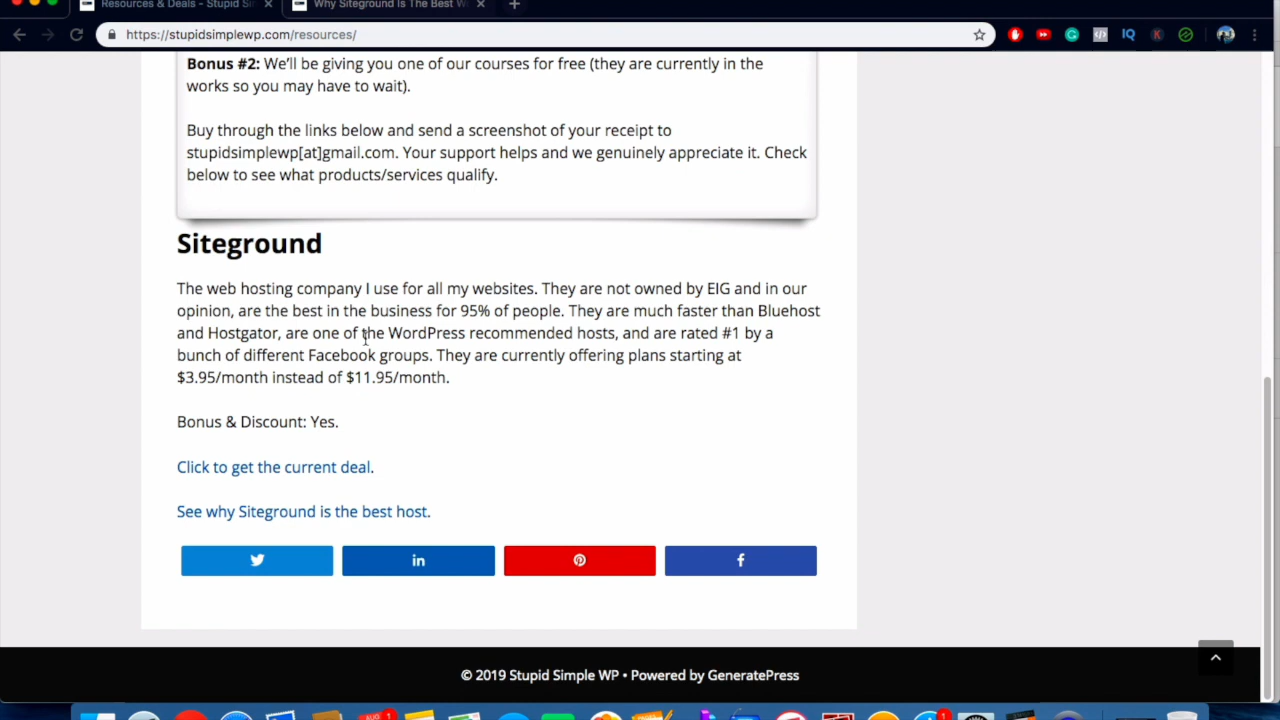 Resources & Deals - Stupid Si
Why Siteground Is The Best W
https://stupidsimplewp.com/resources/
IQ
K
Bonus #2: We'll be giving you one of our courses for free (they are currently in the
works so you may have to wait).
Buy through the links below and send a screenshot of your receipt to
stupidsimplewp[at]gmail.com. Your support helps and we genuinely appreciate it. Check
below to see what products/services qualify.
Siteground
The web hosting company I use for all my websites. They are not owned by EIG and in our
opinion, are the best in the business for 95% of people. They are much faster than Bluehost
and Hostgator, are one of the WordPress recommended hosts, and are rated #1 by a
bunch of different Facebook groups. They are currently offering plans starting at
$3.95/month instead of $11.95/month.
Bonus & Discount: Yes.
Click to get the current deal.
See why Siteground is the best host.
in
f
© 2019 Stupid Simple WP • Powered by GeneratePress
AUG
1
1